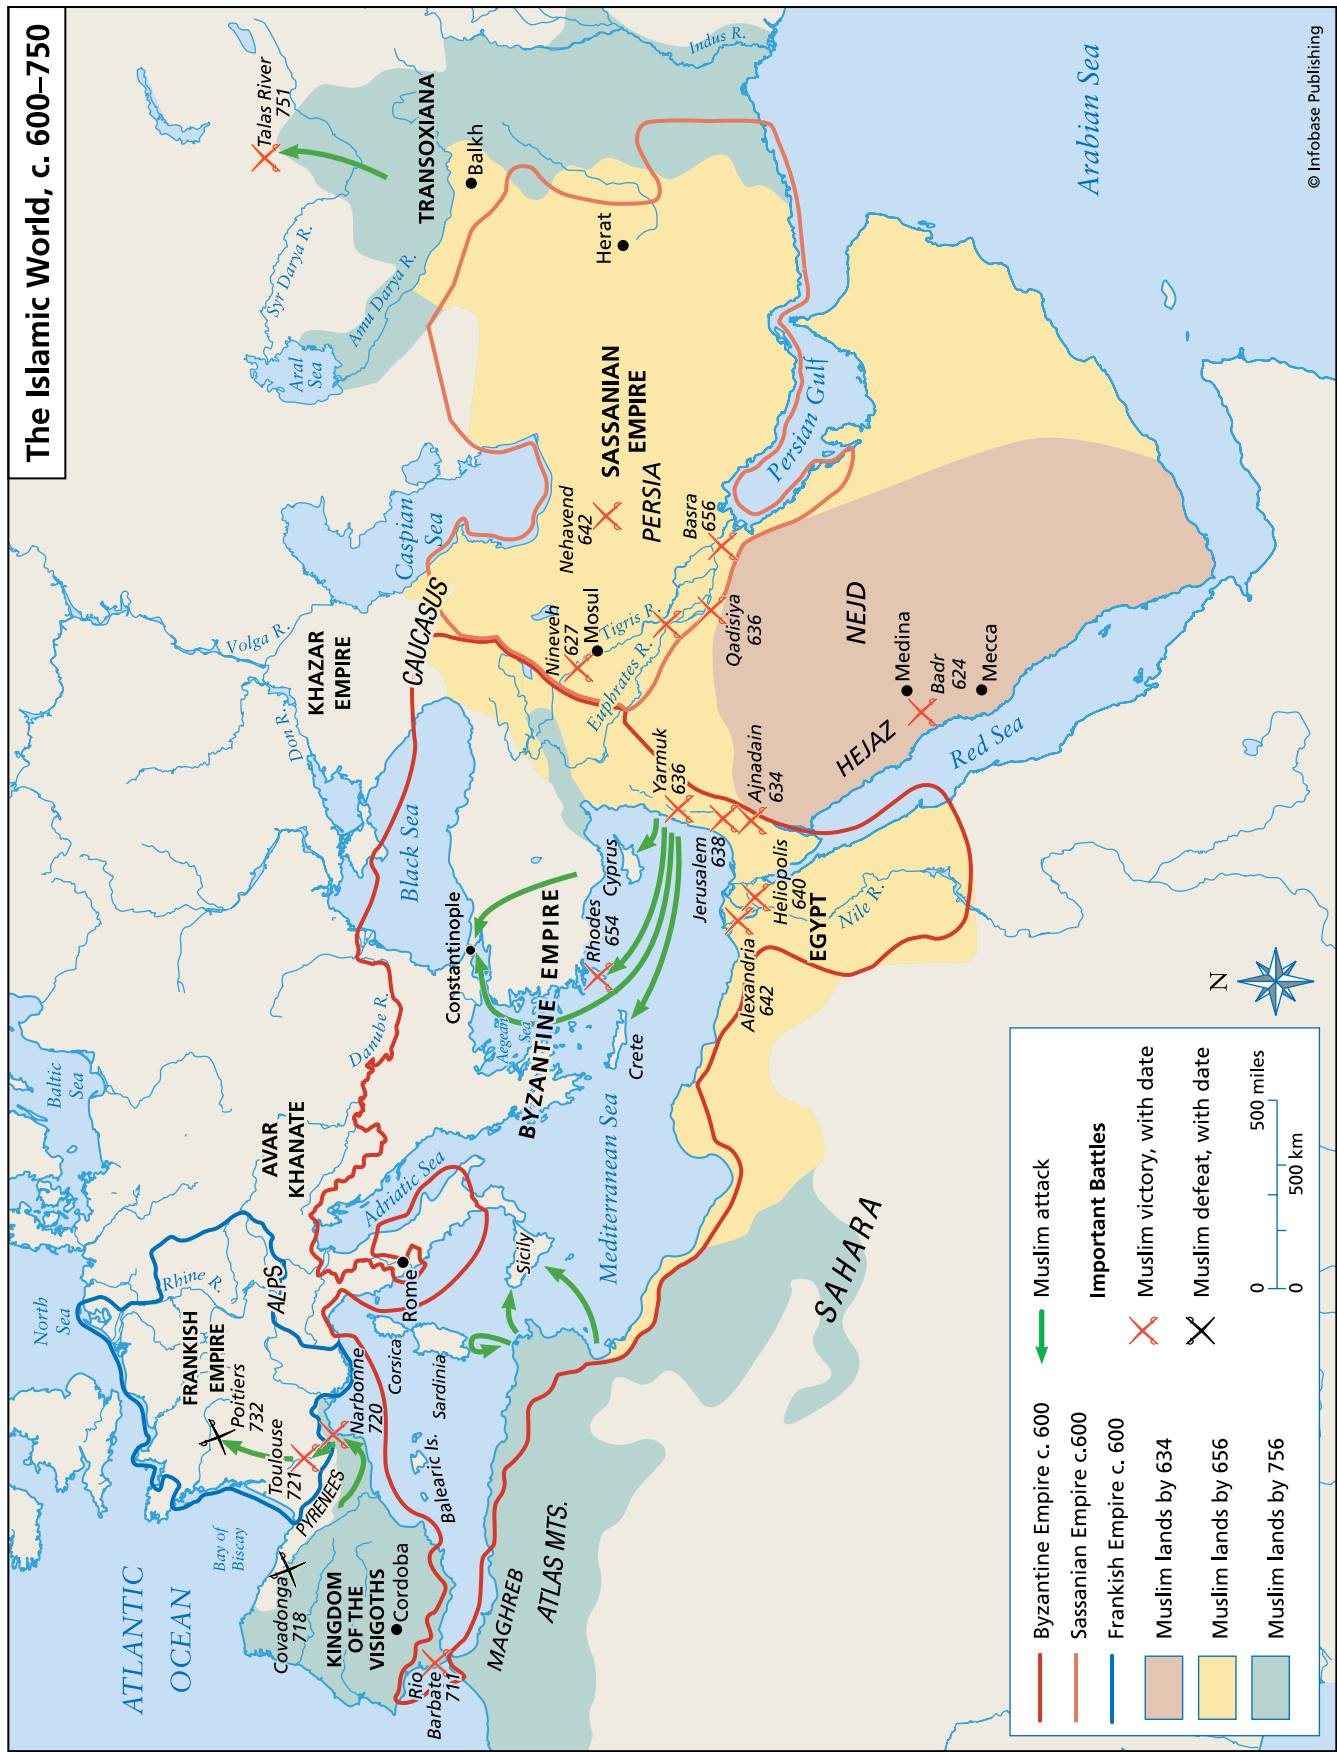 The Islamic World, c. 600–750
ATLANTIC
OCEAN
North
Sea
Baltic
Sea
Bay of
Biscay
FRANKISH
EMPIRE
Rhine R.
ALPS
Poitiers
732
Toulouse
721
Narbonne
720
PYRENEES
Covadonga
718
KINGDOM
OF THE
VISIGOTHS
Cordoba
Rio
Barbate
711
MAGHREB
ATLAS MTS.
Balearic Is.
Corsica
Sardinia
Rome
Sicily
Adriatic Sea
Mediterranean Sea
SAHARA
AVAR
KHANATE
Danube R.
BYZANTINE EMPIRE
Aegean
Sea
Constantinople
Black Sea
Crete
Rhodes
654
Cyprus
Alexandria
642
Heliopolis
640
EGYPT
Nile R.
Jerusalem
638
Yarmuk
636
Ajnadain
634
Don R.
Volga R.
KHAZAR
EMPIRE
CAUCASUS
Caspian
Sea
Nineveh
627
Mosul
Tigris R.
Euphrates R.
Qadisiya
636
Basra
656
Nehavend
642
PERSIA
SASSANIAN
EMPIRE
Persian Gulf
HEJAZ
NEJD
Medina
Badr
624
Mecca
Red Sea
Aral
Sea
Syr Darya R.
Amu Darya R.
TRANSOXIANA
Talas River
751
Balkh
Herat
Indus R.
Arabian Sea
N
Byzantine Empire c. 600
Sassanian Empire c.600
Frankish Empire c. 600
Muslim lands by 634
Muslim lands by 656
Muslim lands by 756
Muslim attack
Important Battles
Muslim victory, with date
Muslim defeat, with date
0 500 miles
0 500 km
© Infobase Publishing